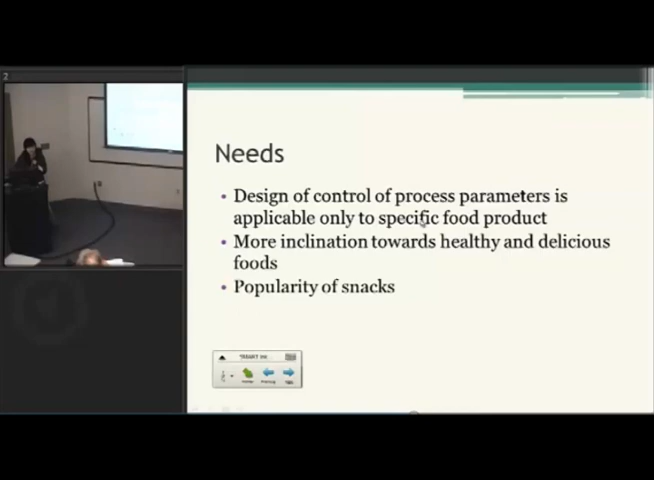 2
Needs
• Design of control of process parameters is
applicable only to specific food product
• More inclination towards healthy and delicious
foods
• Popularity of snacks